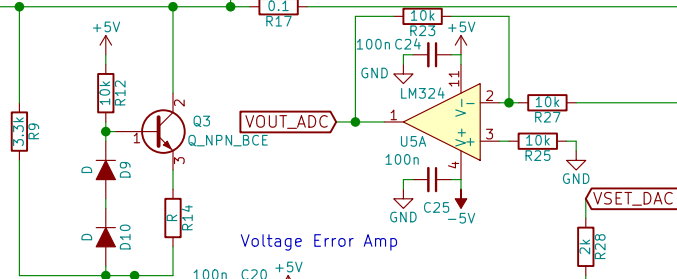 0.1
R17
10k
R23
+5V
100n C24
+5V
GND
11
10k
R12
LM324
2
Q3
Q_NPN_BCE
1
3
VOUT_ADC
1
V-
V+
2
10k
R27
3.3k
R9
U5A
3
10k
R25
100n
4
GND
D
D9
VSET_DAC
GND
C25
-5V
R
R14
D
D10
Voltage Error Amp
2k
R28
100n C20
+5V